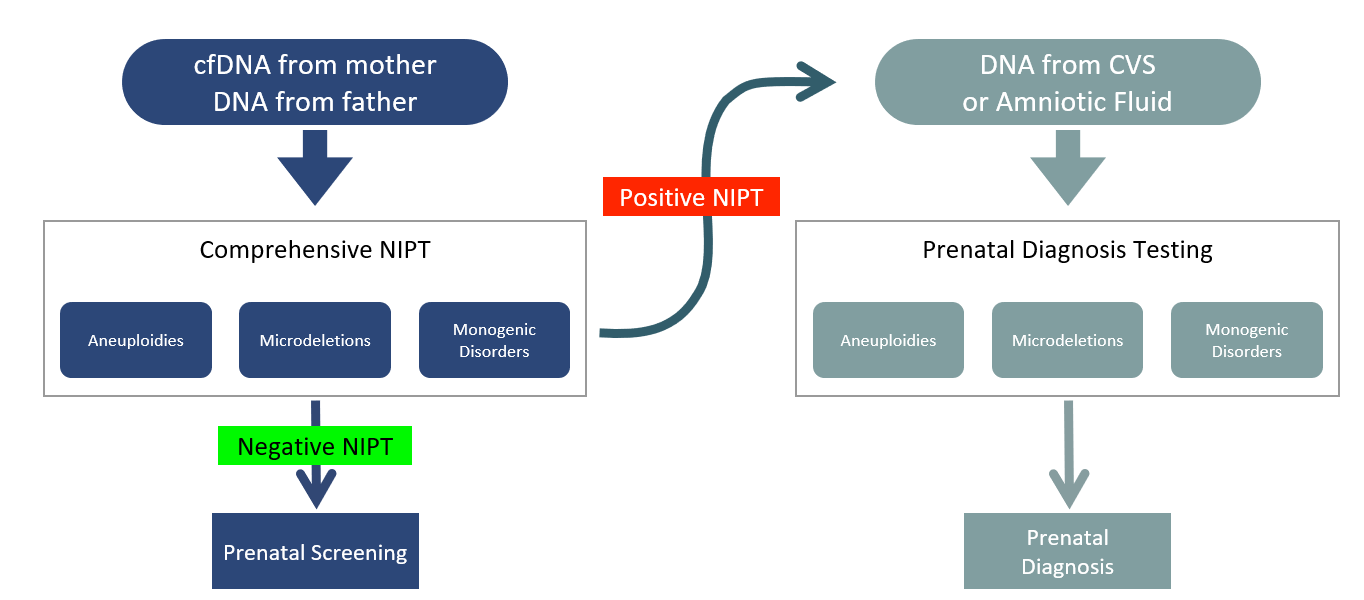 cfDNA from mother
DNA from father
DNA from CVS
or Amniotic Fluid
Positive NIPT
Comprehensive NIPT
Aneuploidies
Microdeletions
Monogenic
Disorders
Prenatal Diagnosis Testing
Aneuploidies
Microdeletions
Monogenic
Disorders
Negative NIPT
Prenatal Screening
Prenatal
Diagnosis